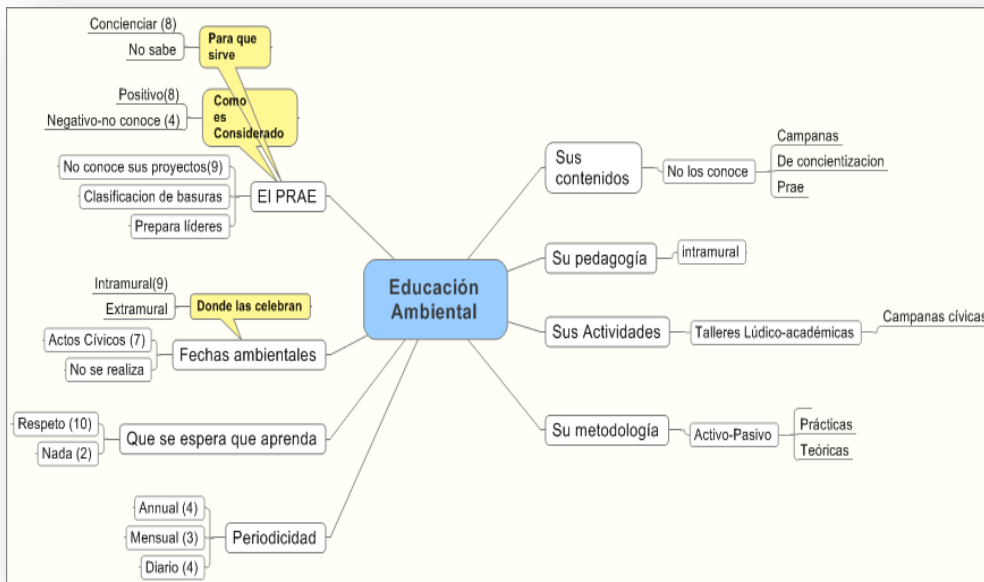 Concienciar (8)
No sabe
Para que
sirve
Positivo(8)
Negativo-no conoce (4)
Como
es
Considerado
No conoce sus proyectos(9)
Clasificacion de basuras
Prepara líderes
El PRAE
Intramural(9)
Extramural
Donde las celebran
Actos Cívicos (7)
No se realiza
Fechas ambientales
Respeto (10)
Nada (2)
Que se espera que aprenda
Annual (4)
Mensual (3)
Diario (4)
Periodicidad
Educación
Ambiental
Sus
contenidos
No los conoce
Campanas
De concientizacion
Prae
Su pedagogía
intramural
Sus Actividades
Talleres Lúdico-académicas
Campanas cívicas
Su metodología
Activo-Pasivo
Prácticas
Teóricas